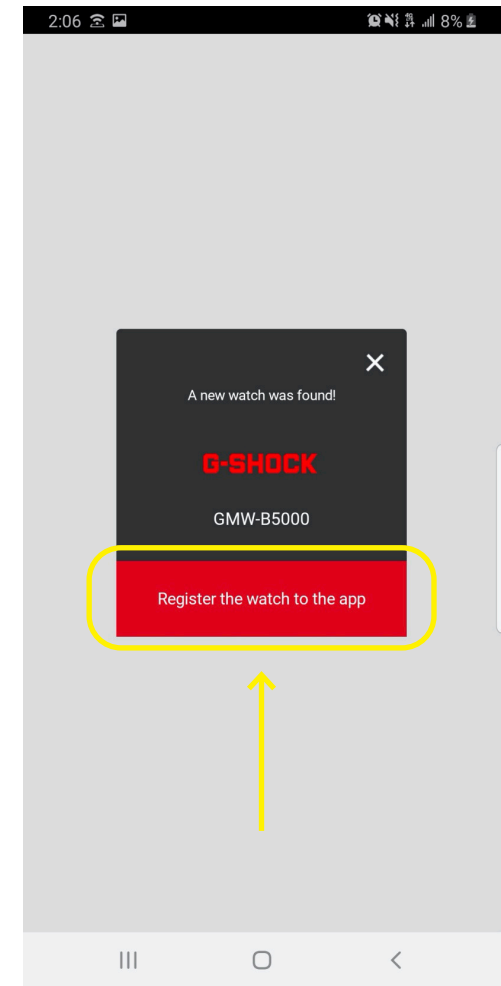 2:06 8%
A new watch was found!
G-SHOCK
GMW-B5000
Register the watch to the app